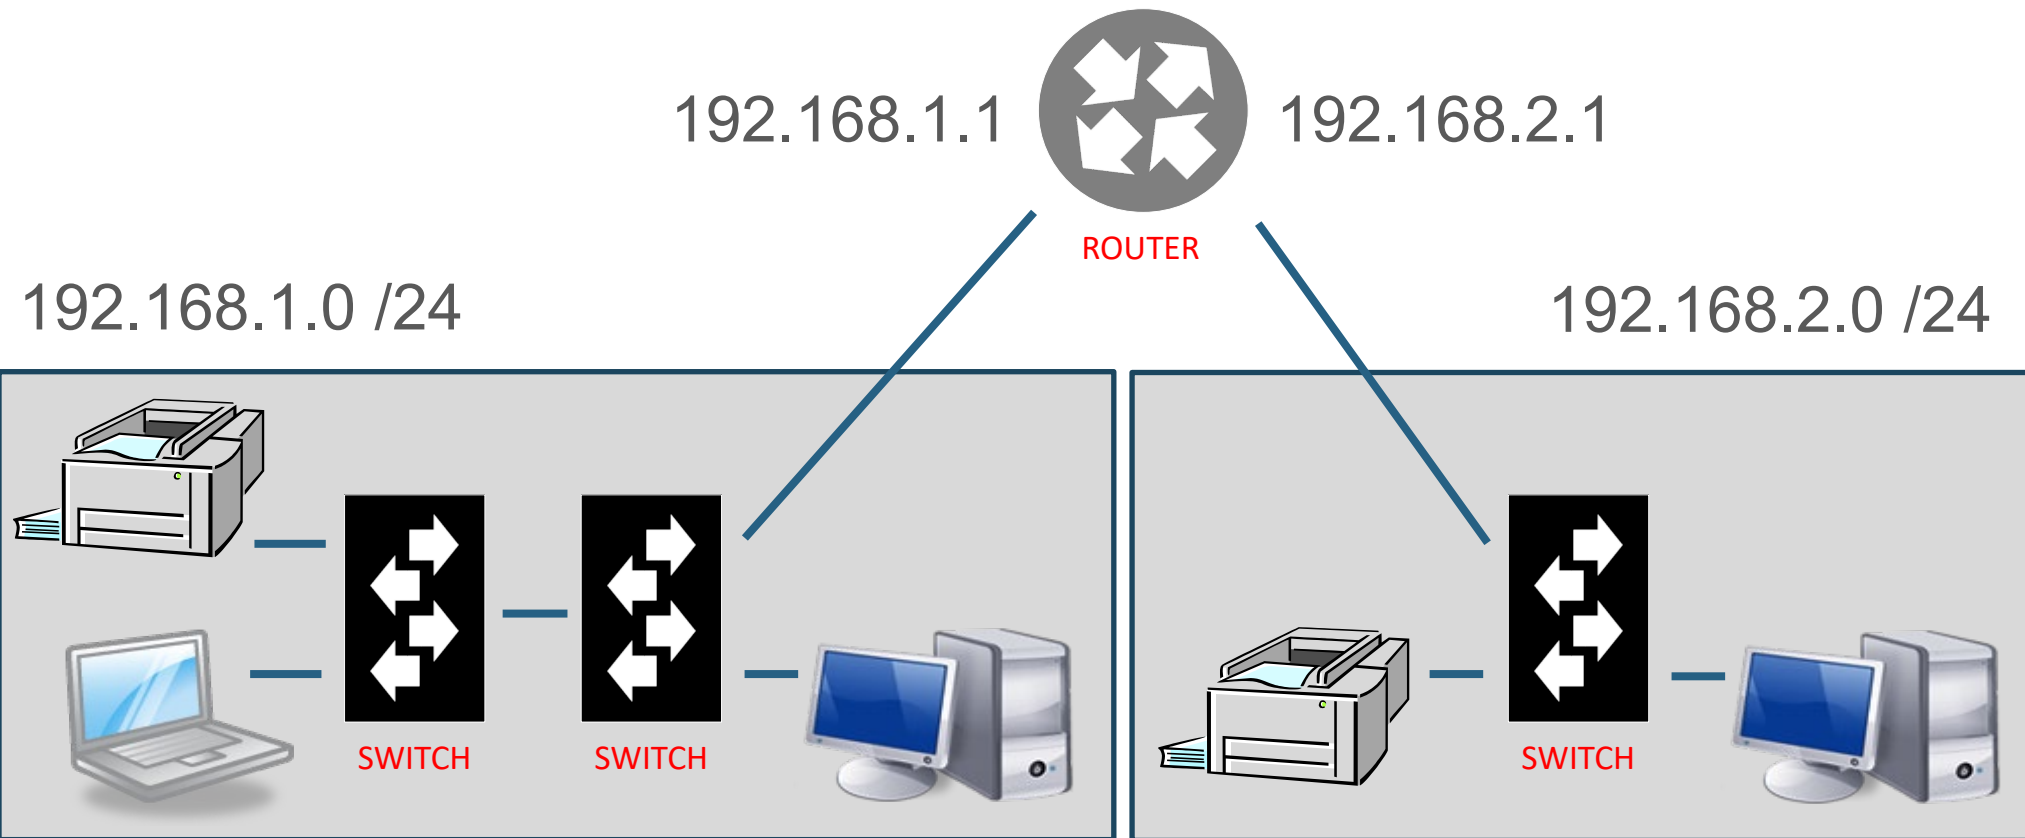 192.168.1.1
192.168.2.1
ROUTER
192.168.1.0 /24
192.168.2.0 /24
SWITCH
SWITCH
SWITCH